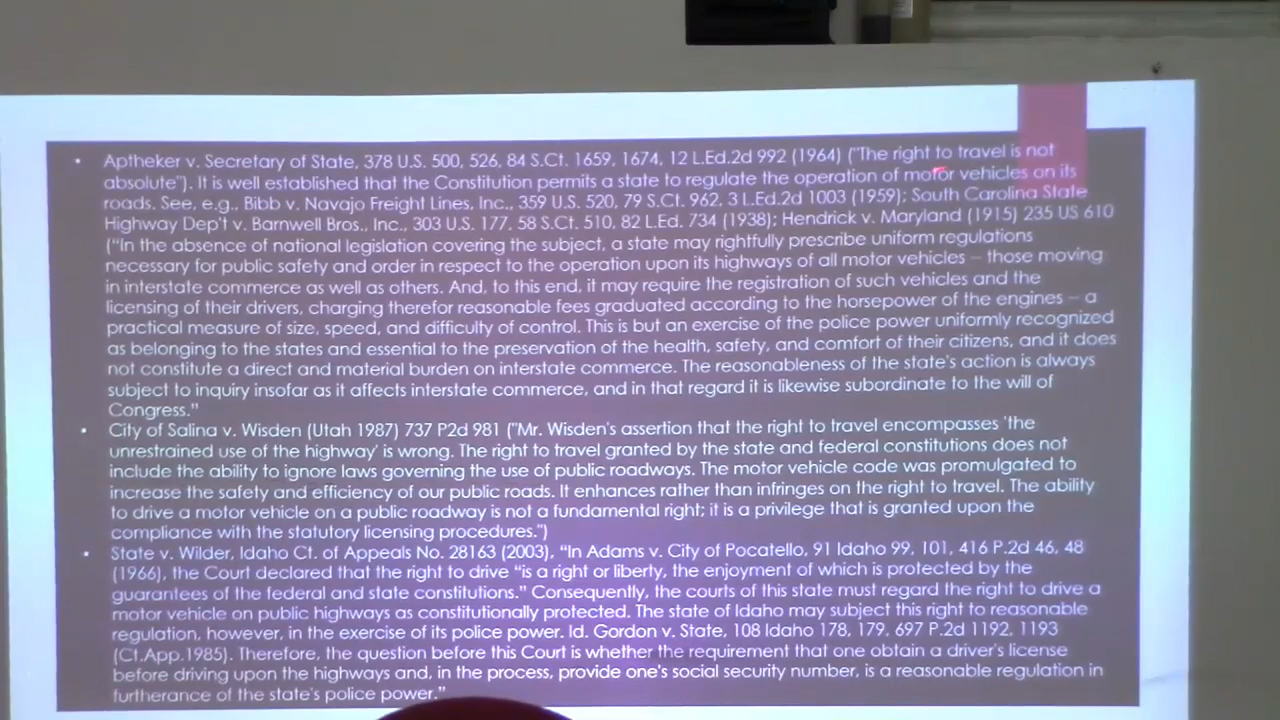 • Aptheker v. Secretary of State, 378 U.S. 500, 526, 84 S.Ct. 1659, 1674, 12 L.Ed.2d 992 (1964) ("The right to travel is not
absolute"). It is well established that the Constitution permits a state to regulate the operation of motor vehicles on its
roads. See, e.g., Bibb v. Navajo Freight Lines, Inc., 359 U.S. 520, 79 S.Ct. 962, 3 L.Ed.2d 1003 (1959); South Carolina State
Highway Dep't v. Barnwell Bros., Inc., 303 U.S. 177, 58 S.Ct. 510, 82 L.Ed. 734 (1938); Hendrick v. Maryland (1915) 235 US 610
("In the absence of national legislation covering the subject, a state may rightfully prescribe uniform regulations
necessary for public safety and order in respect to the operation upon its highways of all motor vehicles – those moving
in interstate commerce as well as others. And, to this end, it may require the registration of such vehicles and the
licensing of their drivers, charging therefor reasonable fees graduated according to the horsepower of the engines – a
practical measure of size, speed, and difficulty of control. This is but an exercise of the police power uniformly recognized
as belonging to the states and essential to the preservation of the health, safety, and comfort of their citizens, and it does
not constitute a direct and material burden on interstate commerce. The reasonableness of the state's action is always
subject to inquiry insofar as it affects interstate commerce, and in that regard it is likewise subordinate to the will of
Congress."
• City of Salina v. Wisden (Utah 1987) 737 P2d 981 ("Mr. Wisden's assertion that the right to travel encompasses 'the
unrestrained use of the highway' is wrong. The right to travel granted by the state and federal constitutions does not
include the ability to ignore laws governing the use of public roadways. The motor vehicle code was promulgated to
increase the safety and efficiency of our public roads. It enhances rather than infringes on the right to travel. The ability
to drive a motor vehicle on a public roadway is not a fundamental right; it is a privilege that is granted upon the
compliance with the statutory licensing procedures.")
• State v. Wilder, Idaho Ct. of Appeals No. 28163 (2003), "In Adams v. City of Pocatello, 91 Idaho 99, 101, 416 P.2d 46, 48
(1966), the Court declared that the right to drive "is a right or liberty, the enjoyment of which is protected by the
guarantees of the federal and state constitutions." Consequently, the courts of this state must regard the right to drive a
motor vehicle on public highways as constitutionally protected. The state of Idaho may subject this right to reasonable
regulation, however, in the exercise of its police power. Id. Gordon v. State, 108 Idaho 178, 179, 697 P.2d 1192, 1193
(Ct.App.1985). Therefore, the question before this Court is whether the requirement that one obtain a driver's license
before driving upon the highways and, in the process, provide one's social security number, is a reasonable regulation in
furtherance of the state's police power."